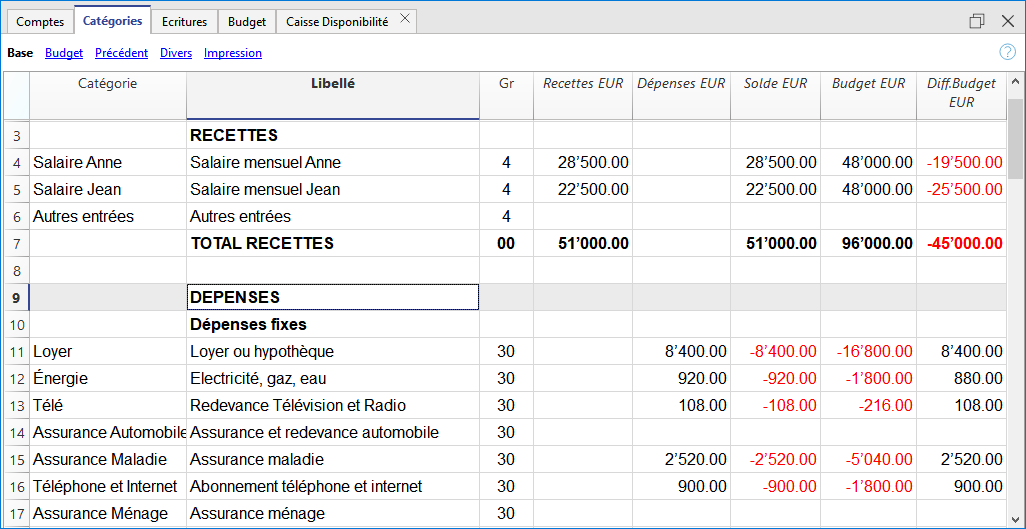 Comptes Catégories Ecritures Budget Caisse Disponibilité
Base Budget Précédent Divers Impression ?
Catégorie Libellé Gr Recettes EUR Dépenses EUR Solde EUR Budget EUR Diff.Budget EUR
3 RECETTES
4 Salaire Anne Salaire mensuel Anne 4 28’500.00 28’500.00 48’000.00 -19’500.00
5 Salaire Jean Salaire mensuel Jean 4 22’500.00 22’500.00 48’000.00 -25’500.00
6 Autres entrées Autres entrées 4
7 TOTAL RECETTES 00 51’000.00 51’000.00 96’000.00 -45’000.00
8
9 DEPENSES
10 Dépenses fixes
11 Loyer Loyer ou hypothèque 30 8’400.00 -8’400.00 -16’800.00 8’400.00
12 Énergie Electricité, gaz, eau 30 920.00 -920.00 -1’800.00 880.00
13 Télé Redevance Télévision et Radio 30 108.00 -108.00 -216.00 108.00
14 Assurance Automobile Assurance et redevance automobile 30
15 Assurance Maladie Assurance maladie 30 2’520.00 -2’520.00 -5’040.00 2’520.00
16 Téléphone et Internet Abonnement téléphone et internet 30 900.00 -900.00 -1’800.00 900.00
17 Assurance Ménage Assurance ménage 30